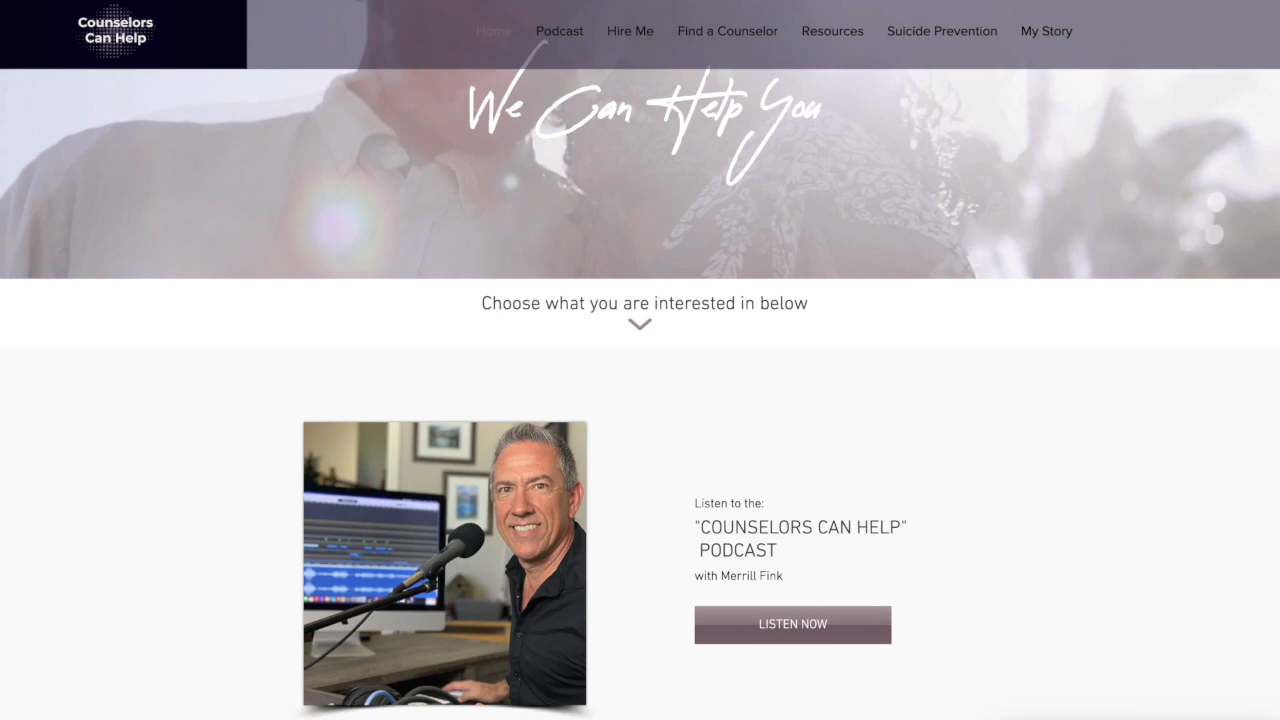 Counselors
Can Help
Home Podcast Hire Me Find a Counselor Resources Suicide Prevention My Story
We Can Help You
Choose what you are interested in below
Listen to the:
"COUNSELORS CAN HELP"
PODCAST
with Merrill Fink
LISTEN NOW